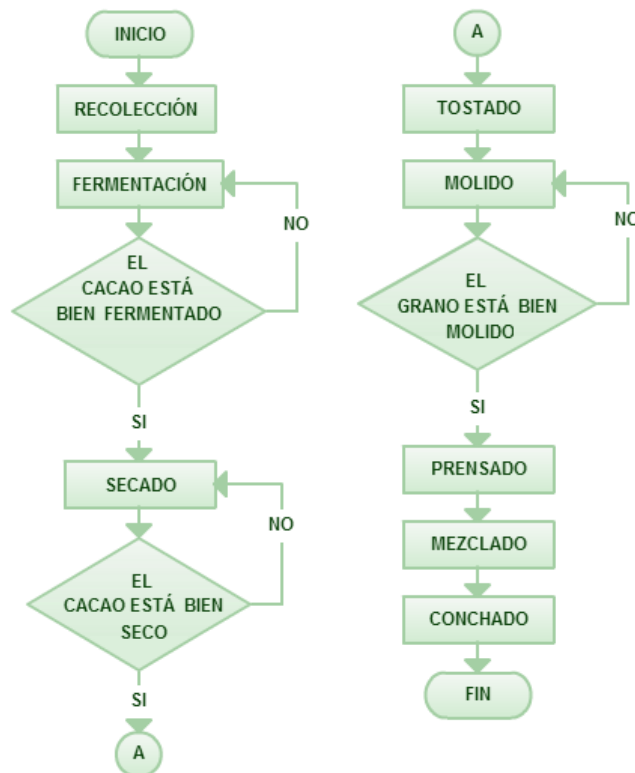 INICIO
RECOLECCIÓN
FERMENTACIÓN
NO
EL
CACAO ESTÁ
BIEN FERMENTADO
SI
SECADO
NO
EL
CACAO ESTÁ BIEN
SECO
SI
A
A
TOSTADO
MOLIDO
NO
EL
GRANO ESTÁ BIEN
MOLIDO
SI
PRENSADO
MEZCLADO
CONCHADO
FIN